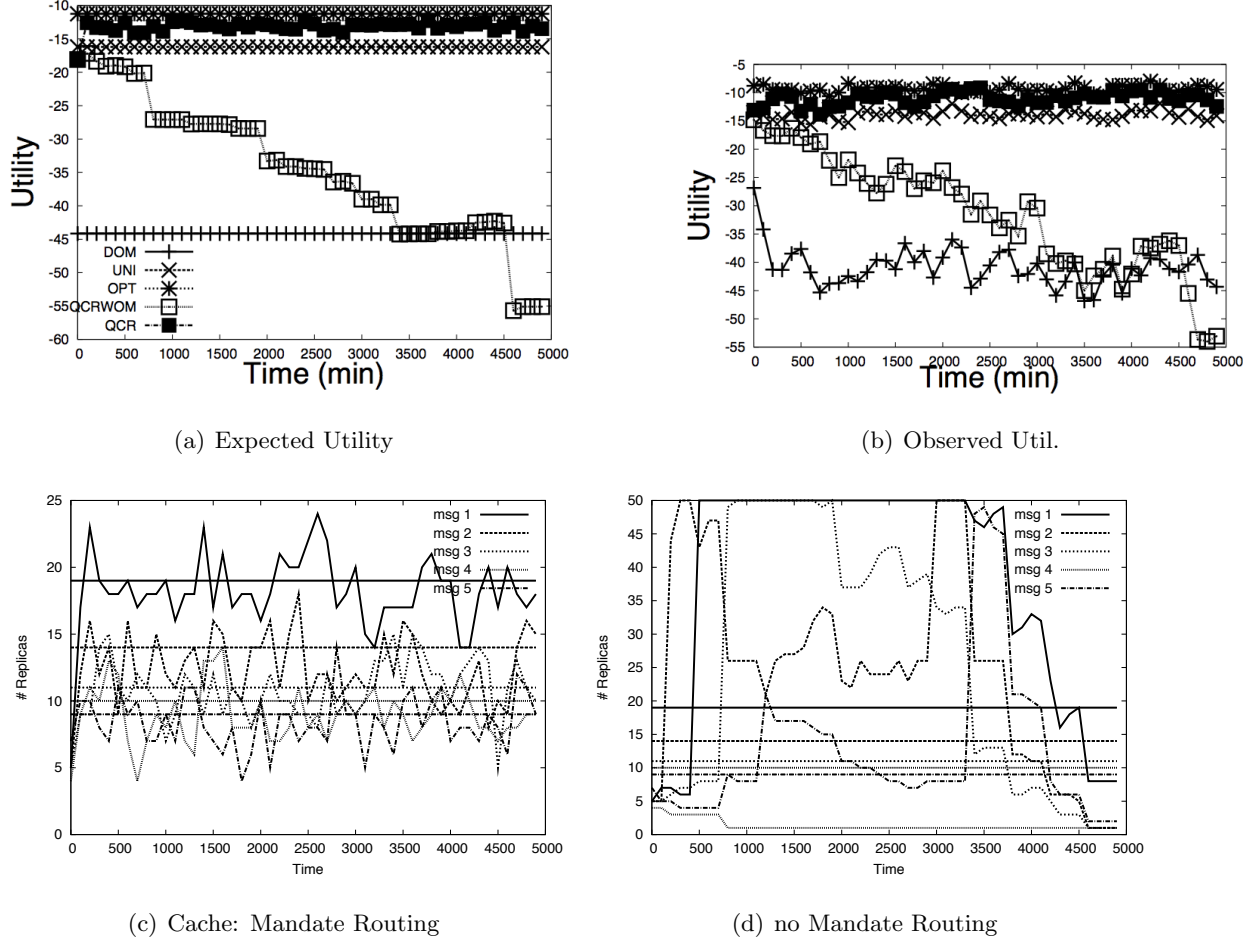 -10
-15
-20
-25
-30
-35
-40
-45
-50
-55
-60
Utility
DOM
UNI
OPT
QCRWOM
QCR
0 500 1000 1500 2000 2500 3000 3500 4000 4500 5000
Time (min)
(a) Expected Utility
-5
-10
-15
-20
-25
-30
-35
-40
-45
-50
-55
Utility
0 500 1000 1500 2000 2500 3000 3500 4000 4500 5000
Time (min)
(b) Observed Util.
25
20
15
10
5
0
# Replicas
msg 1
msg 2
msg 3
msg 4
msg 5
0 500 1000 1500 2000 2500 3000 3500 4000 4500 5000
Time
(c) Cache: Mandate Routing
50
45
40
35
30
25
20
15
10
5
0
# Replicas
msg 1
msg 2
msg 3
msg 4
msg 5
0 500 1000 1500 2000 2500 3000 3500 4000 4500 5000
Time
(d) no Mandate Routing